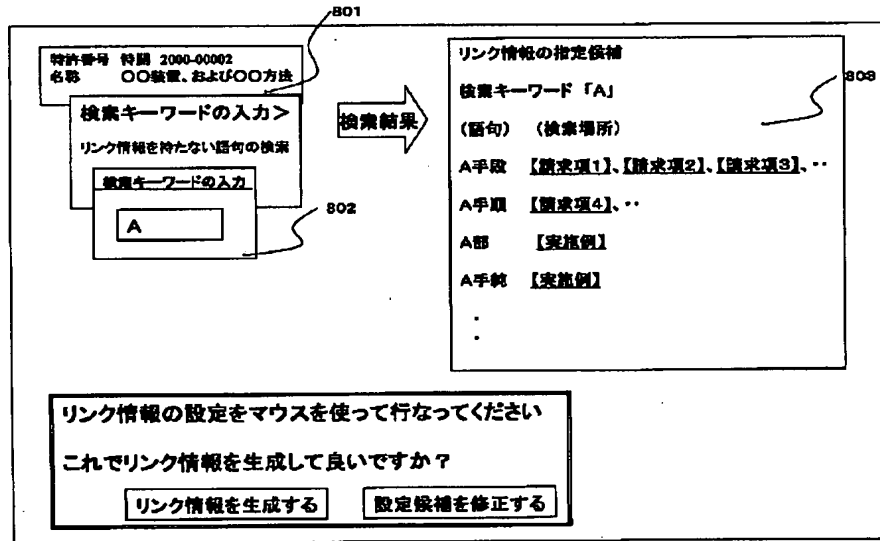 801
特許番号 特開 2000-00002
名称 〇〇装置、および〇〇方法
検索キーワードの入力>
リンク情報を持たない語句の検索
検索キーワードの入力
A
802
検索結果
リンク情報の指定候補
803
検索キーワード「A」
(語句) (検索場所)
A手段 【請求項1】、【請求項2】、【請求項3】、・・
A手順 【請求項4】、・・
A部 【実施例】
A手続 【実施例】
・
・
リンク情報の設定をマウスを使って行なってください
これでリンク情報を生成して良いですか？
リンク情報を生成する 設定候補を修正する